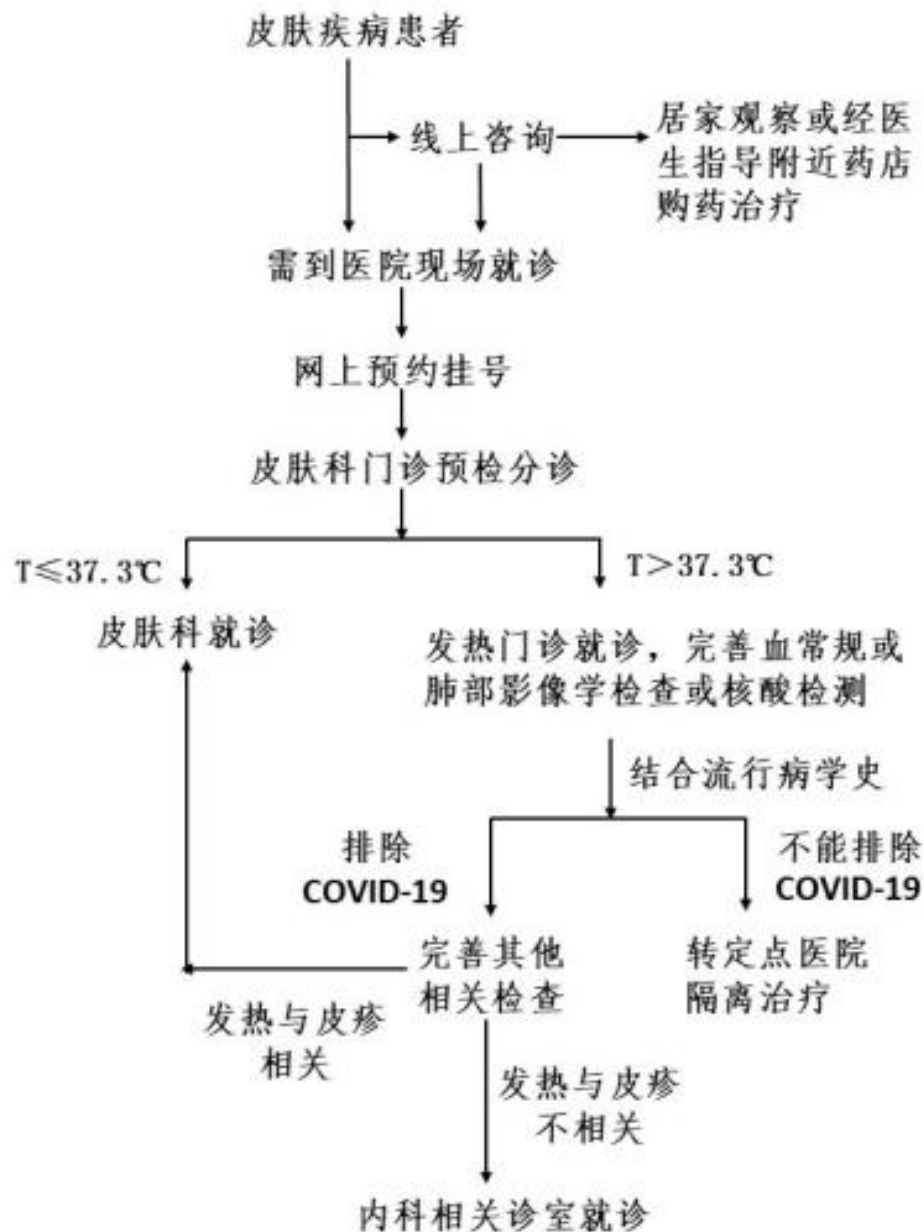 皮肤疾病患者
线上咨询
居家观察或经医
生指导附近药店
购药治疗
需到医院现场就诊
网上预约挂号
皮肤科门诊预检分诊
T≤37.3℃
T>37.3℃
皮肤科就诊
发热门诊就诊，完善血常规或
肺部影像学检查或核酸检测
结合流行病学史
排除
COVID-19
不能排除
COVID-19
完善其他
相关检查
转定点医院
隔离治疗
发热与皮疹
相关
发热与皮疹
不相关
内科相关诊室就诊